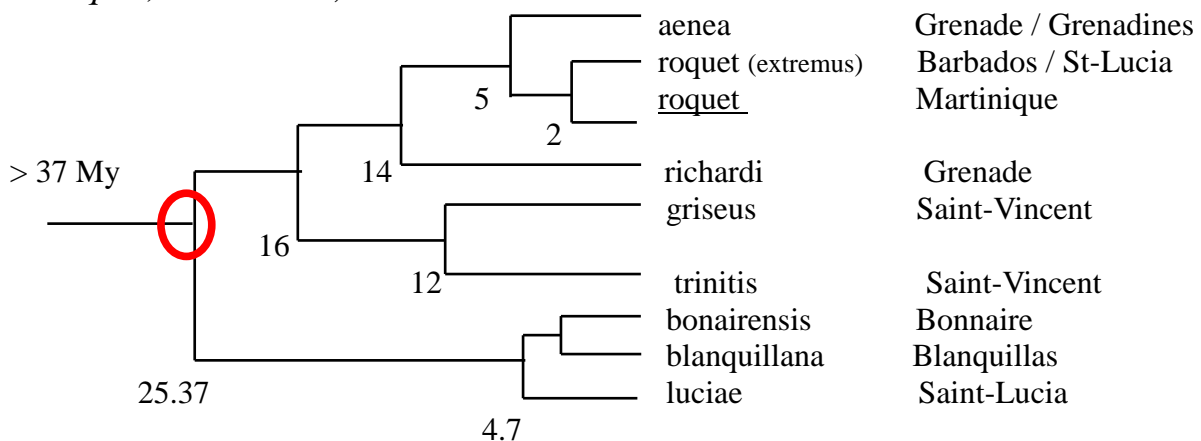 aenea Grenade / Grenadines
roquet (extremus) Barbados / St-Lucia
5 roquet Martinique
2
> 37 My 14 richardi Grenade
griseus Saint-Vincent
16
12 trinitis Saint-Vincent
bonairensis Bonnaire
blanquillana Blanquillas
25.37 luciae Saint-Lucia
4.7